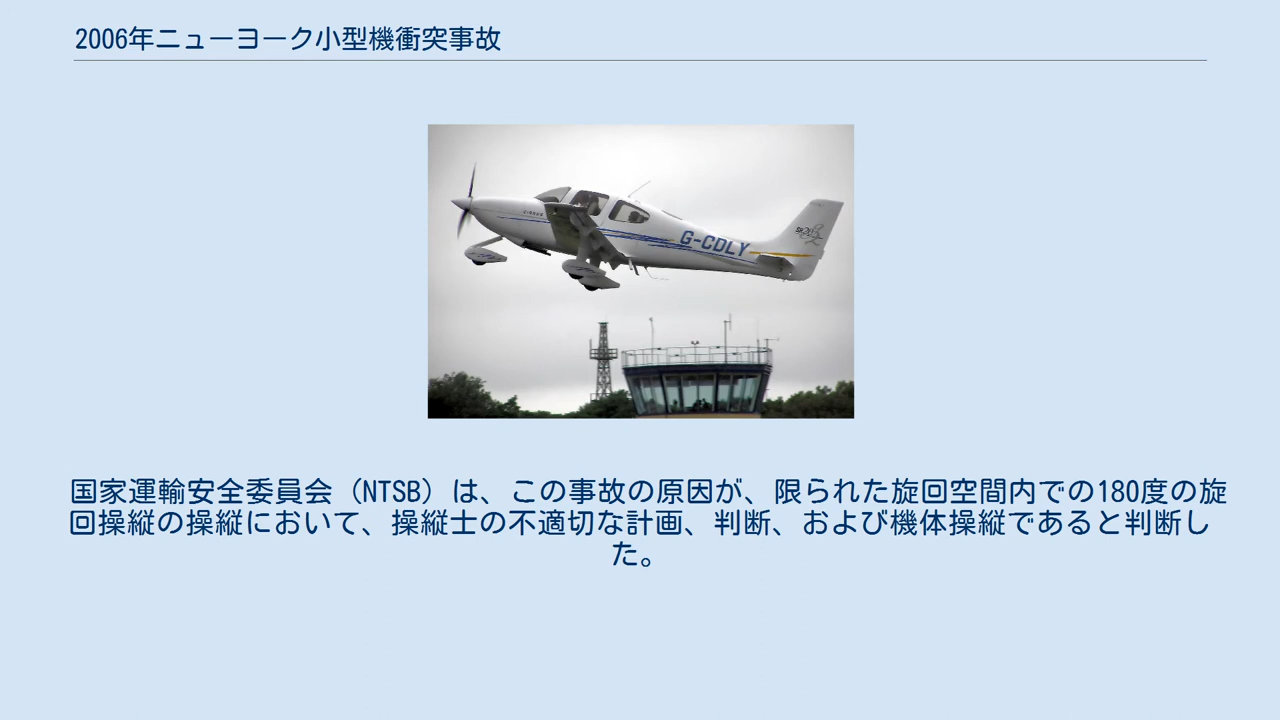 2006年ニューヨーク小型機衝突事故
G-CDLY
国家運輸安全委員会（NTSB）は、この事故の原因が、限られた旋回空間内での180度の旋
回操縦の操縦において、操縦士の不適切な計画、判断、および機体操縦であると判断し
た。